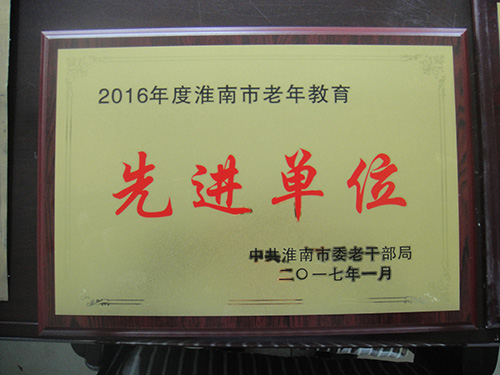 2016年度淮南市老年教育
先进单位
中共淮南市委老干部局
二〇一七年一月